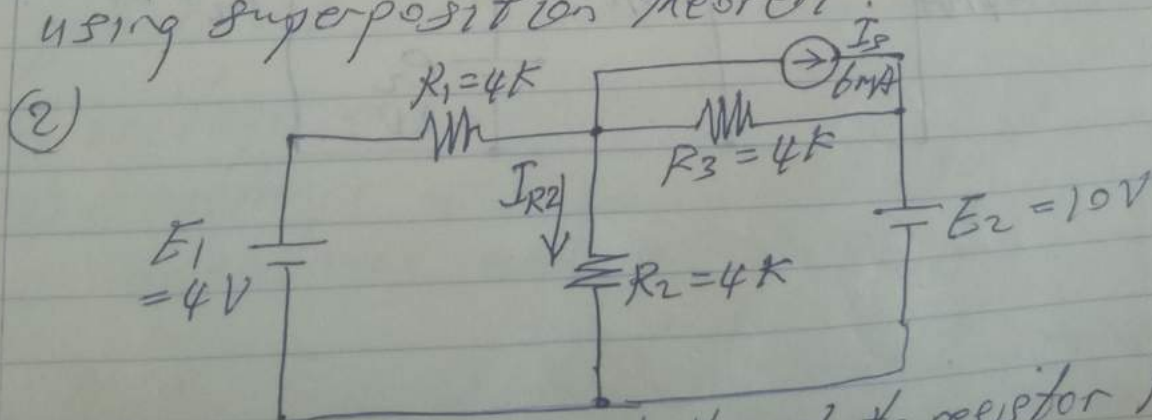 using superposition
②
R₁=4K
Is
6mA
R3=4K
IR2
E1
=4V
R2=4K
E2=10V
resistor